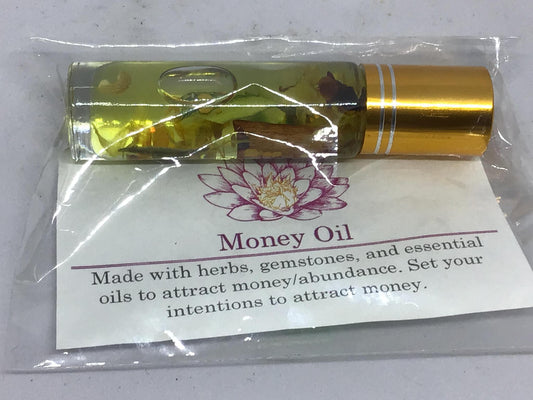 Money Oil
Made with herbs, gemstones, and essential
oils to attract money/abundance. Set your
intentions to attract money.